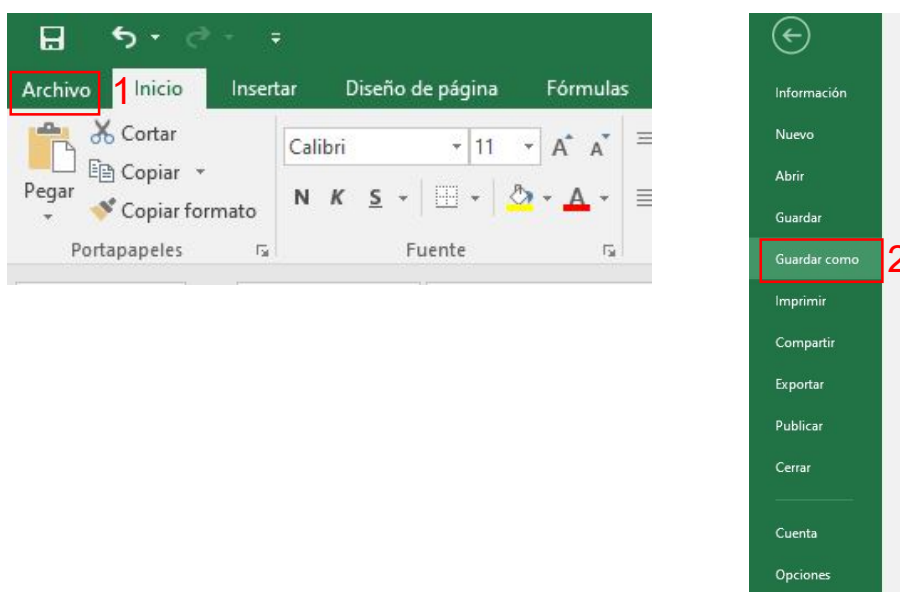 Archivo 1 Inicio Insertar Diseño de página Fórmulas
Cortar
Calibri 11 A A
Copiar
Pegar
N K S A
Copiar formato
Portapapeles Fuente
Información
Nuevo
Abrir
Guardar
Guardar como 2
Imprimir
Compartir
Exportar
Publicar
Cerrar
Cuenta
Opciones